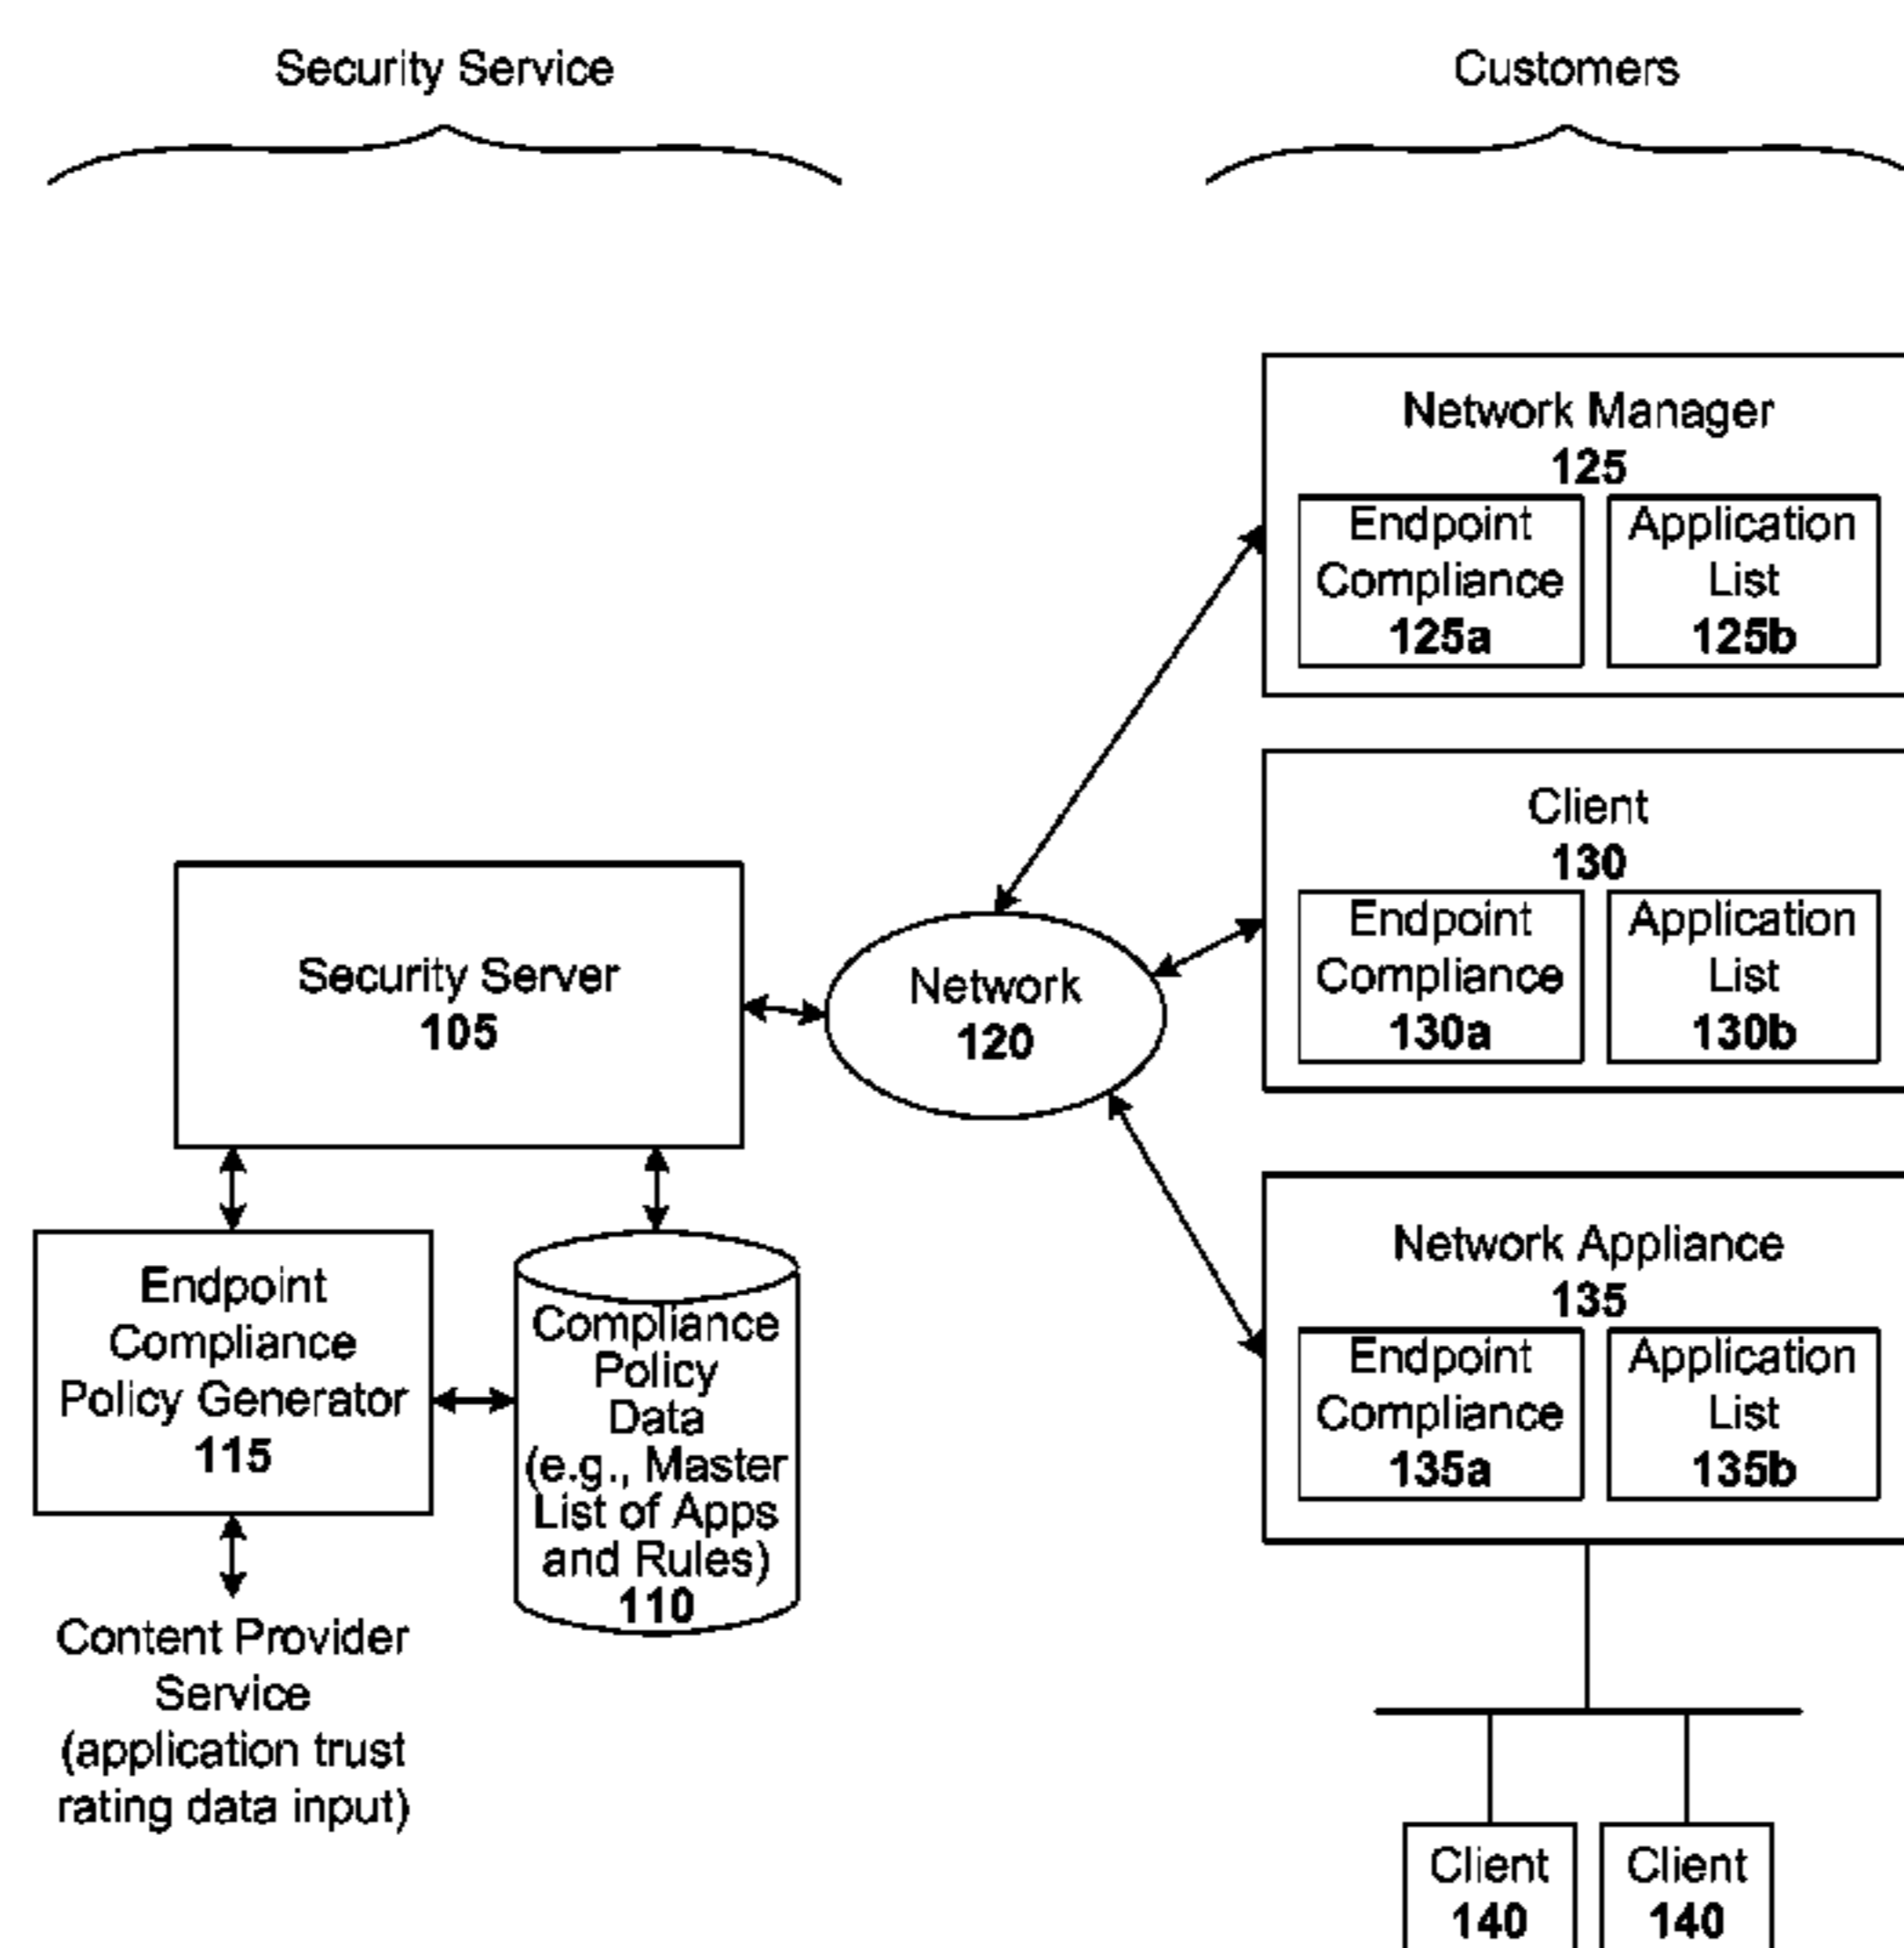 Security Service
Customers
Network Manager
125
Endpoint
Compliance
125a
Application
List
125b
Client
130
Endpoint
Compliance
130a
Application
List
130b
Security Server
105
Network
120
Network Appliance
135
Endpoint
Compliance
135a
Application
List
135b
Endpoint
Compliance
Policy Generator
115
Compliance
Policy
Data
(e.g., Master
List of Apps
and Rules)
110
Content Provider
Service
(application trust
rating data input)
Client
140
Client
140